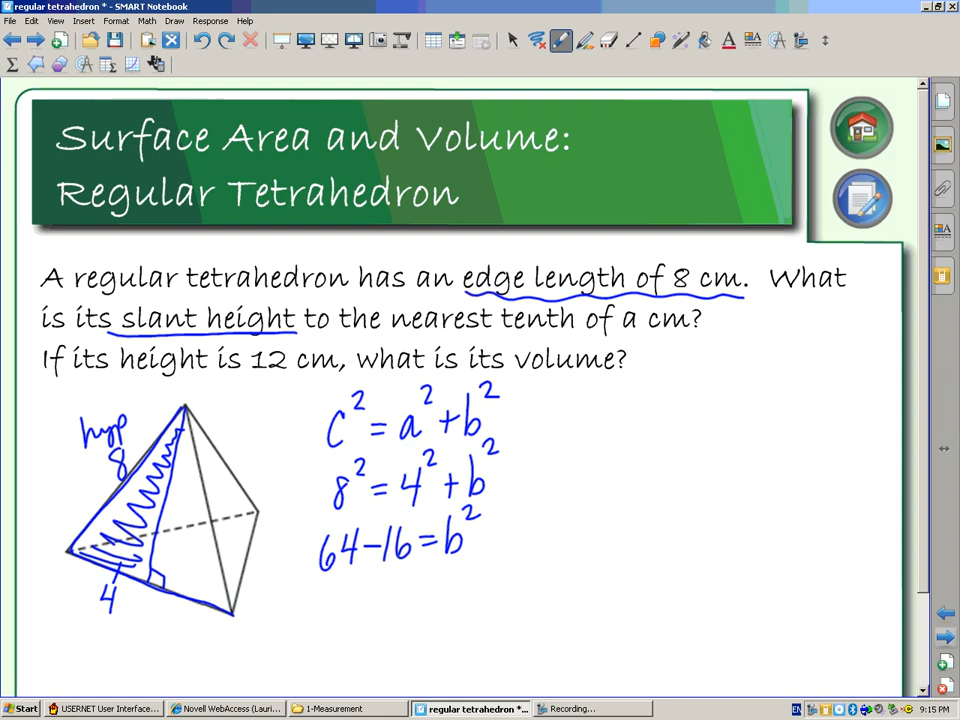 regular tetrahedron * - SMART Notebook
File Edit View Insert Format Math Draw Response Help
Surface Area and Volume:
Regular Tetrahedron
A regular tetrahedron has an edge length of 8 cm. What
is its slant height to the nearest tenth of a cm?
If its height is 12 cm, what is its volume?
hyp
8
4
c² = a² + b²
8² = 4² + b²
64-16 = b²
Start USERNET User Interface... Novell WebAccess (Lauri... 1-Measurement regular tetrahedron *... Recording... EN 9:15 PM